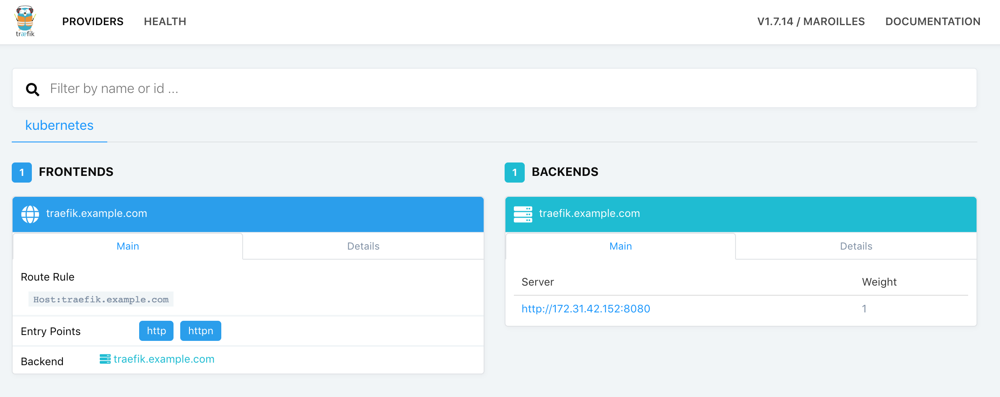 træfik
PROVIDERS HEALTH V1.7.14 / MAROILLES DOCUMENTATION
Filter by name or id ...
kubernetes
1 FRONTENDS
traefik.example.com
Main Details
Route Rule
Host:traefik.example.com
Entry Points http httpn
Backend traefik.example.com
1 BACKENDS
traefik.example.com
Main Details
Server Weight
http://172.31.42.152:8080 1